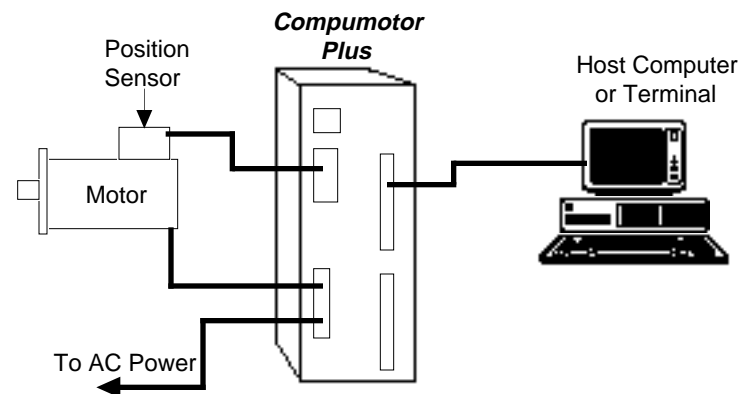 Compumotor
Plus
Position
Sensor
Host Computer
or Terminal
Motor
To AC Power